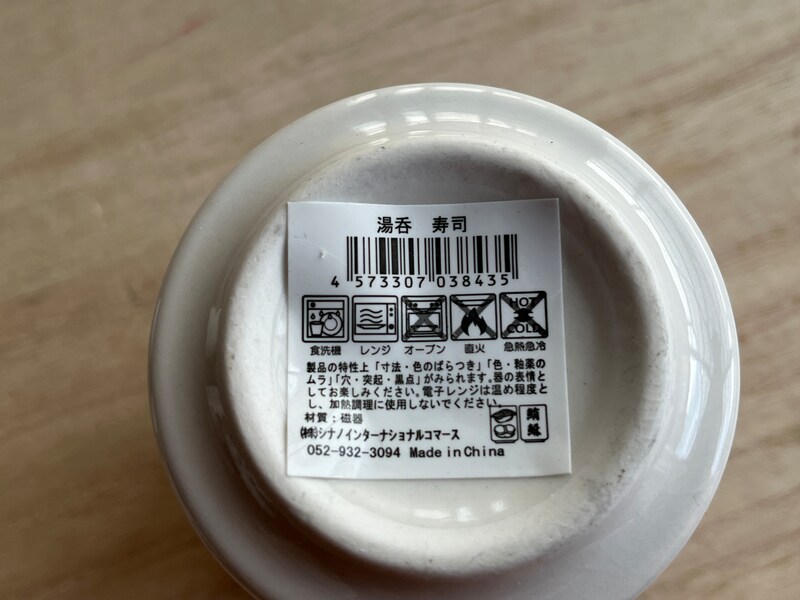 湯呑 寿司
4 573307 038435
HOT
COLD
食洗機 レンジ オーブン 直火 急熱急冷
製品の特性上「寸法・色のばらつき」「色・釉薬の
ムラ」「穴・突起・黒点」がみられます。器の表情と
してお楽しみください。電子レンジは温め程度と
し、加熱調理に使用しないでください。
材質：磁器
㈱シナノインターナショナルコマース
052-932-3094 Made in China